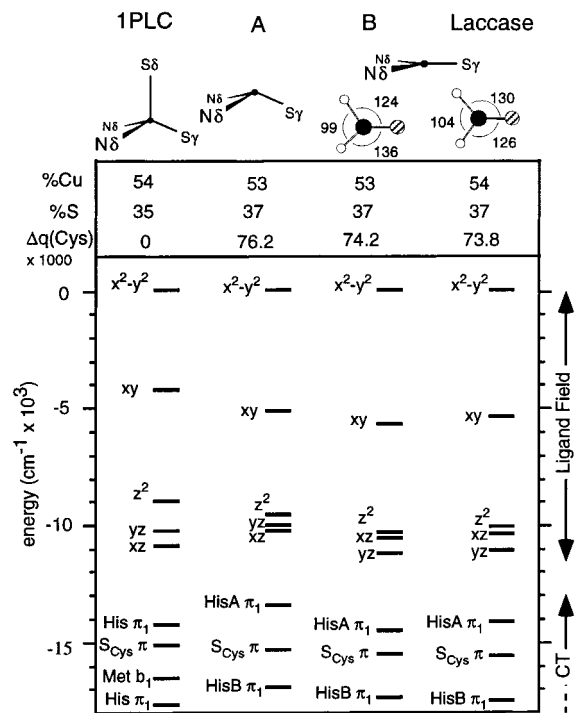 1PLC A B Laccase
Sδ
Nδ Nδ Sγ
Nδ Nδ Sγ
Nδ Nδ Sγ
99 124 136
104 130 126
%Cu 54 53 53 54
%S 35 37 37 37
Δq(Cys) 0 76.2 74.2 73.8
x 1000
x²-y² x²-y² x²-y² x²-y²
xy xy xy xy
z² z² z² z²
yz yz xz xz
xz xz yz yz
His π₁ HisA π₁ HisA π₁ HisA π₁
S_Cys π S_Cys π S_Cys π S_Cys π
Met b₁
His π₁ HisB π₁ HisB π₁ HisB π₁
0
-5
-10
-15
energy (cm⁻¹ x 10³)
Ligand Field
CT